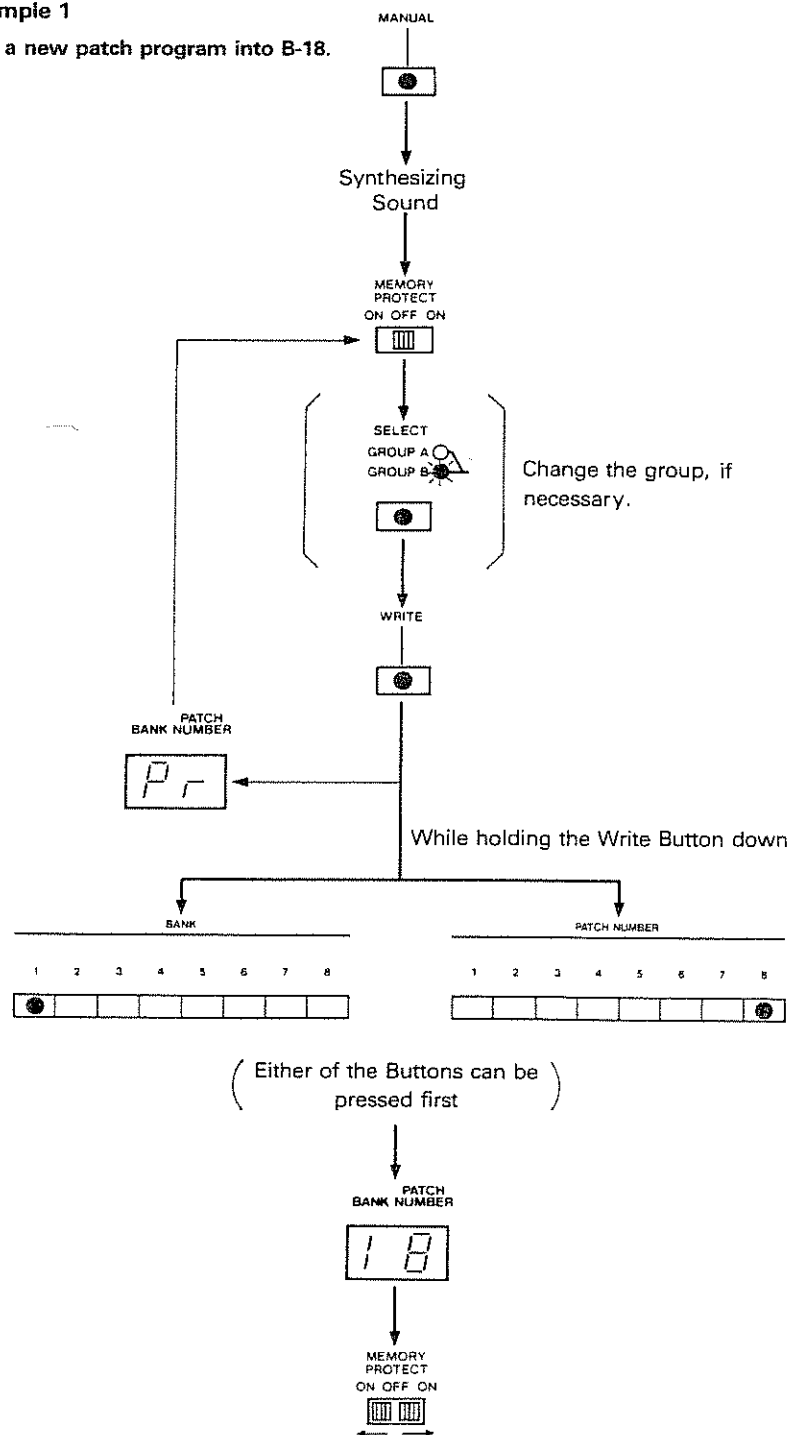 mple 1
a new patch program into B-18.
MANUAL
Synthesizing
Sound
MEMORY
PROTECT
ON OFF ON
SELECT
GROUP A
GROUP B
Change the group, if
necessary.
WRITE
PATCH
BANK NUMBER
Pr
While holding the Write Button down
BANK
1 2 3 4 5 6 7 8
PATCH NUMBER
1 2 3 4 5 6 7 8
( Either of the Buttons can be
pressed first )
PATCH
BANK NUMBER
1 8
MEMORY
PROTECT
ON OFF ON